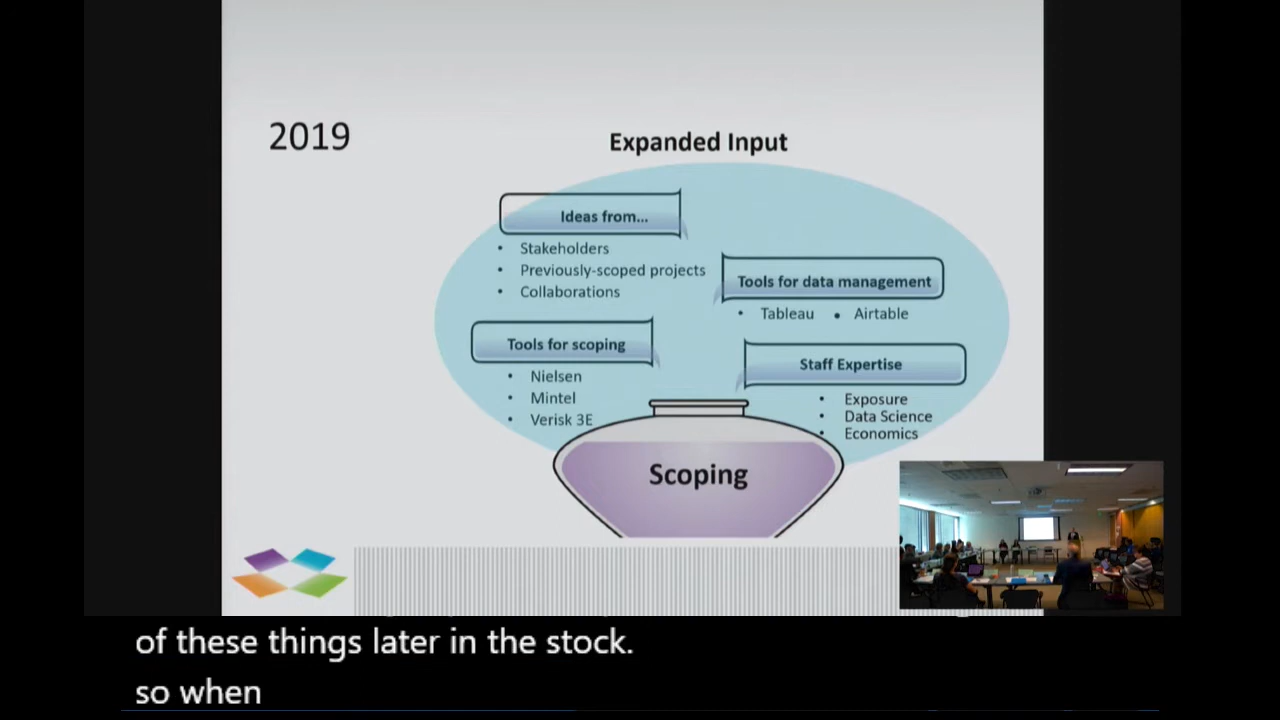 2019
Expanded Input
Ideas from...
• Stakeholders
• Previously-scoped projects
• Collaborations
Tools for data management
• Tableau • Airtable
Tools for scoping
• Nielsen
• Mintel
• Verisk 3E
Staff Expertise
• Exposure
• Data Science
• Economics
Scoping
of these things later in the stock.
so when